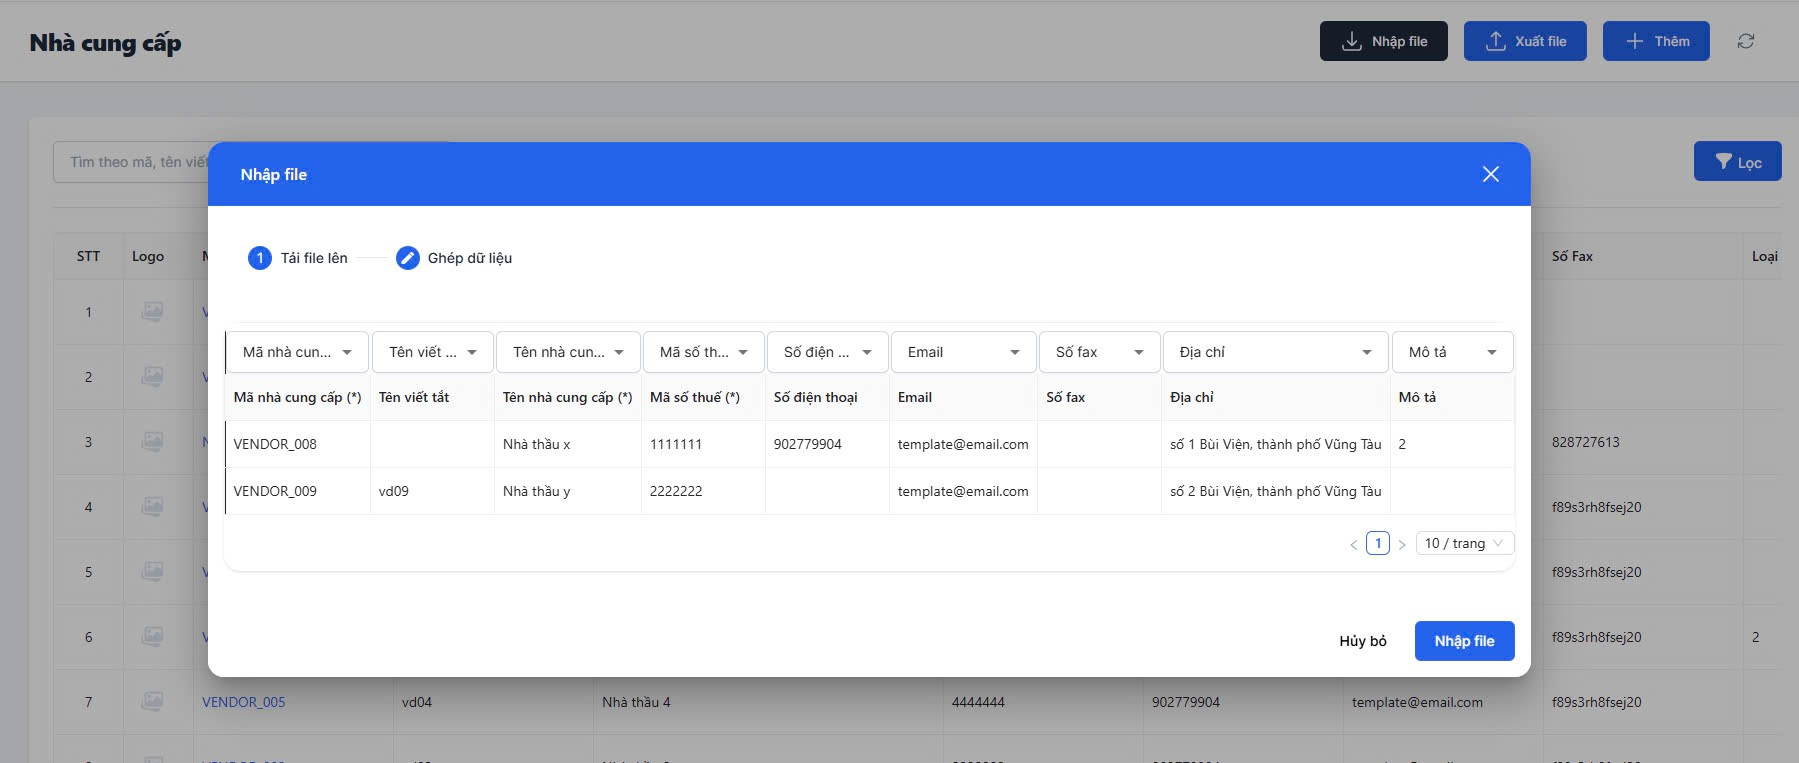 Nhà cung cấp
Nhập file
Xuất file
Thêm
Tìm theo mã, tên viết
Lọc
Nhập file
1 Tải file lên
Ghép dữ liệu
STT Logo Số Fax Loại
Mã nhà cun... Tên viết ... Tên nhà cun... Mã số th... Số điện ... Email Số fax Địa chỉ Mô tả
Mã nhà cung cấp (*) Tên viết tắt Tên nhà cung cấp (*) Mã số thuế (*) Số điện thoại Email Số fax Địa chỉ Mô tả
VENDOR_008 Nhà thầu x 1111111 902779904 template@email.com số 1 Bùi Viện, thành phố Vũng Tàu 2
VENDOR_009 vd09 Nhà thầu y 2222222 template@email.com số 2 Bùi Viện, thành phố Vũng Tàu
< 1 > 10 / trang
Hủy bỏ Nhập file
1
2
3 828727613
4 f89s3rh8fsej20
5 f89s3rh8fsej20
6 f89s3rh8fsej20 2
7 VENDOR_005 vd04 Nhà thầu 4 4444444 902779904 template@email.com f89s3rh8fsej20